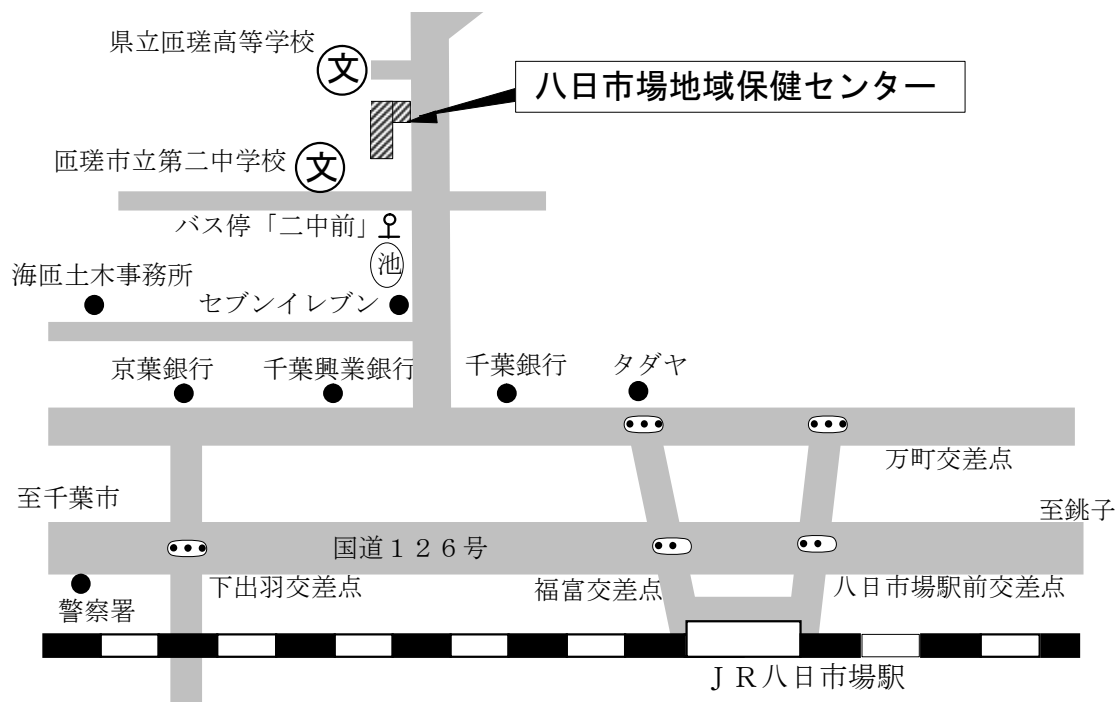 県立匝瑳高等学校
文
八日市場地域保健センター
匝瑳市立第二中学校
文
バス停「二中前」
池
海匝土木事務所
セブンイレブン
京葉銀行
千葉興業銀行
千葉銀行
タダヤ
万町交差点
至千葉市
至銚子
国道126号
下出羽交差点
福富交差点
八日市場駅前交差点
警察署
JR八日市場駅